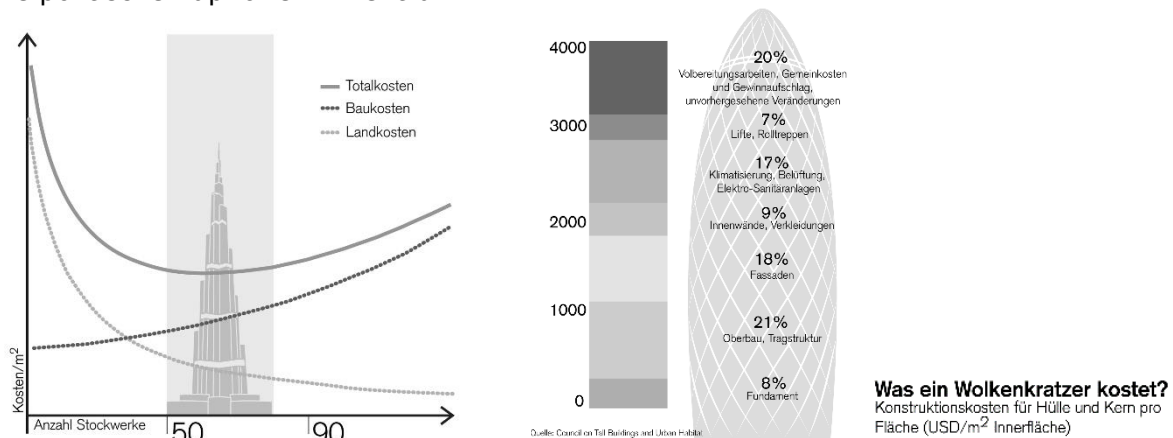 Totalkosten
Baukosten
Landkosten
Kosten/m²
Anzahl Stockwerke
50
90
4000
3000
2000
1000
0
20%
Volbereitungsarbeiten, Gemeinkosten
und Gewinnaufschlag,
unvorhergesehene Veränderungen
7%
Lifte, Rolltreppen
17%
Klimatisierung, Belüftung,
Elektro-Sanitäranlagen
9%
Innenwände, Verkleidungen
18%
Fassaden
21%
Oberbau, Tragstruktur
8%
Fundament
Quelle: Council on Tall Buildings and Urban Habitat
Was ein Wolkenkratzer kostet?
Konstruktionskosten für Hülle und Kern pro
Fläche (USD/m² Innerfläche)